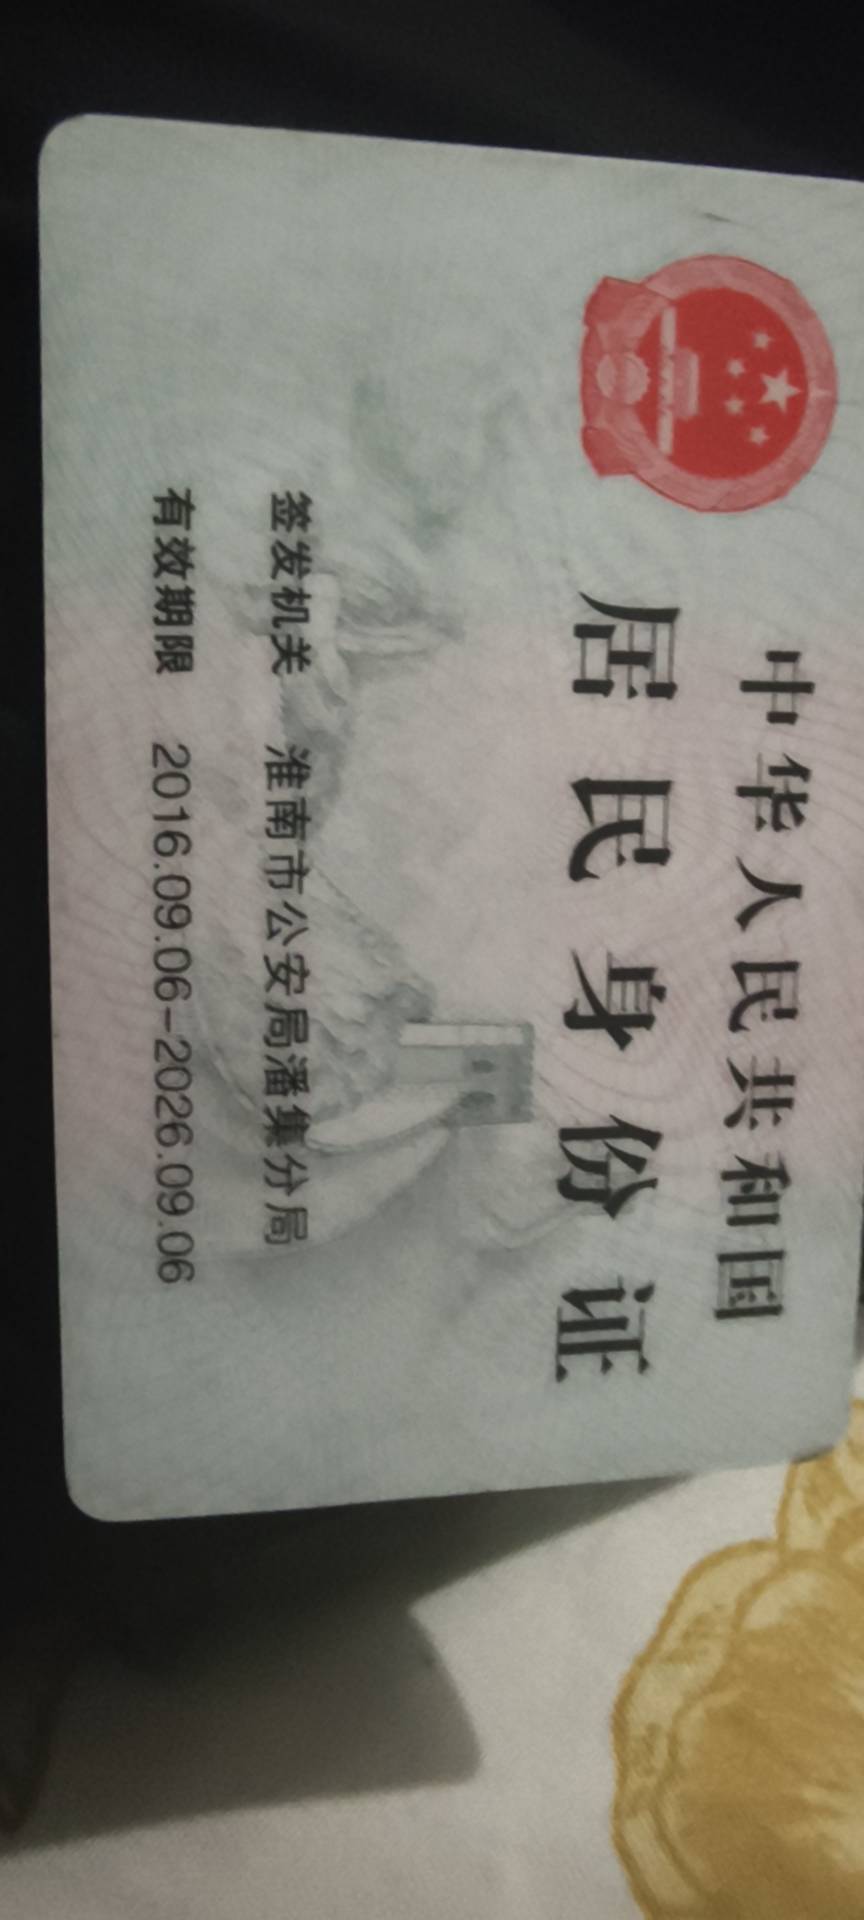 中华人民共和国
居民身份证
签发机关 淮南市公安局潘集分局
有效期限 2016.09.06-2026.09.06